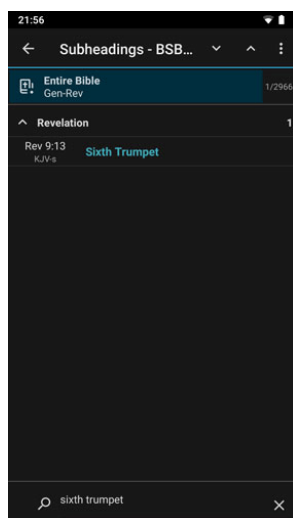 21:56
Subheadings - BSB...
Entire Bible
Gen-Rev
1/2966
Revelation
1
Rev 9:13
KJV-s
Sixth Trumpet
sixth trumpet